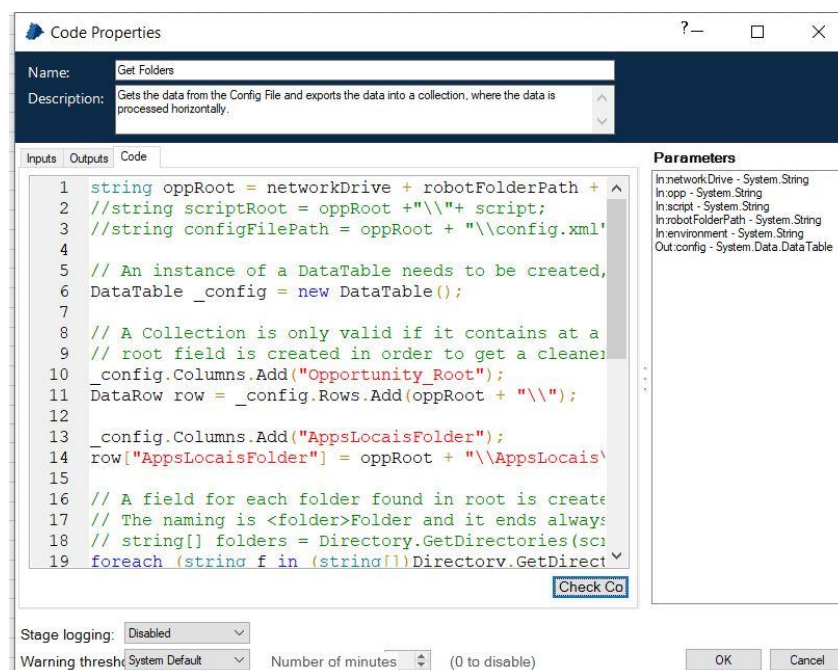 Code Properties
?
Name:
Get Folders
Description:
Gets the data from the Config File and exports the data into a collection, where the data is
processed horizontally.
Inputs Outputs Code
1 string oppRoot = networkDrive + robotFolderPath +
2 //string scriptRoot = oppRoot +"\\"+ script;
3 //string configFilePath = oppRoot + "\\config.xml"
4
5 // An instance of a DataTable needs to be created,
6 DataTable _config = new DataTable();
7
8 // A Collection is only valid if it contains at a
9 // root field is created in order to get a cleaner
10 _config.Columns.Add("Opportunity_Root");
11 DataRow row = _config.Rows.Add(oppRoot + "\\");
12
13 _config.Columns.Add("AppsLocaisFolder");
14 row["AppsLocaisFolder"] = oppRoot + "\\AppsLocais\
15
16 // A field for each folder found in root is create
17 // The naming is <folder>Folder and it ends always
18 // string[] folders = Directory.GetDirectories(scr
19 foreach (string f in (string[])Directory.GetDirect
Check Co
Parameters
In:networkDrive - System.String
In:opp - System.String
In:script - System.String
In:robotFolderPath - System.String
In:environment - System.String
Out:config - System.Data.DataTable
Stage logging: Disabled
Warning thresh System Default Number of minutes (0 to disable)
OK Cancel